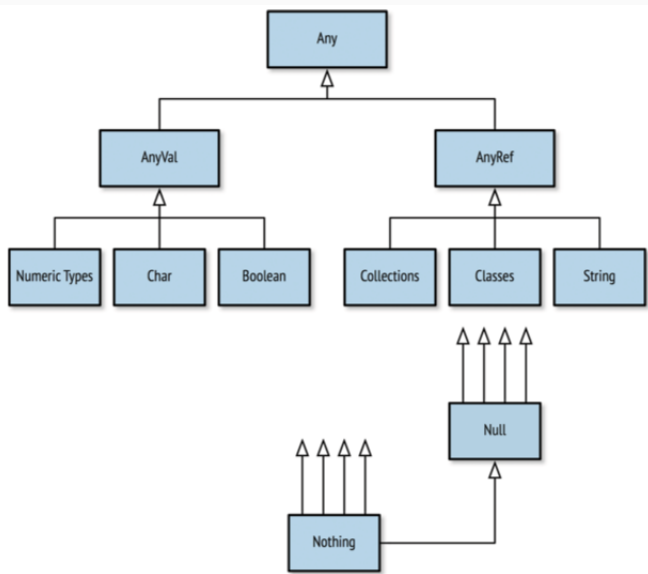 Any
AnyVal
AnyRef
Numeric Types
Char
Boolean
Collections
Classes
String
Null
Nothing